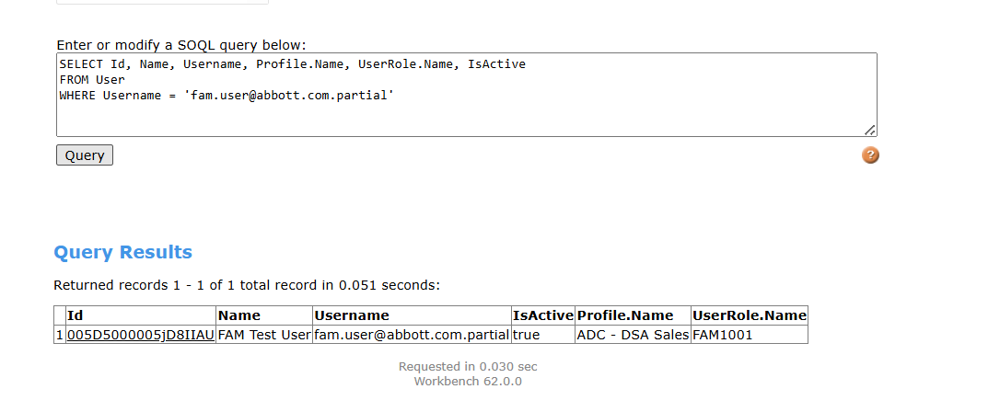 Enter or modify a SOQL query below:
SELECT Id, Name, Username, Profile.Name, UserRole.Name, IsActive
FROM User
WHERE Username = 'fam.user@abbott.com.partial'
Query
?
Query Results
Returned records 1 - 1 of 1 total record in 0.051 seconds:
Id Name Username IsActive Profile.Name UserRole.Name
1 005D5000005jD8IIAU FAM Test User fam.user@abbott.com.partial true ADC - DSA Sales FAM1001
Requested in 0.030 sec
Workbench 62.0.0